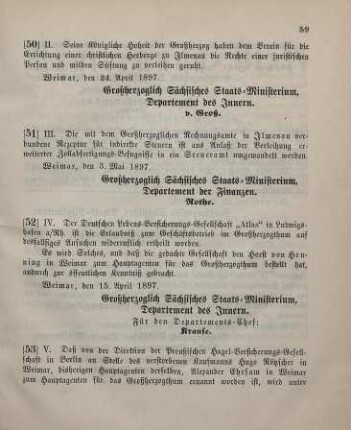 59
[50] II. Seine Königliche Hoheit der Großherzog haben dem Verein für die
Errichtung einer christlichen Herberge zu Ilmenau die Rechte einer juristischen
Person und milden Stiftung zu verleihen geruht.
Weimar, den 24. April 1897.
Großherzoglich Sächsisches Staats-Ministerium,
Departement des Innern.
v. Groß.
[51] III. Die mit dem Großherzoglichen Rechnungsamte in Ilmenau ver-
bundene Rezeptur für indirekte Steuern ist aus Anlaß der Verleihung er-
weiterter Zollabfertigungs-Befugnisse in ein Steueramt umgewandelt worden.
Weimar, den 3. Mai 1897.
Großherzoglich Sächsisches Staats-Ministerium,
Departement der Finanzen.
Rothe.
[52] IV. Der Deutschen Lebens-Versicherungs-Gesellschaft „Atlas“ in Ludwigs-
hafen a/Rh. ist die Erlaubniß zum Geschäftsbetrieb im Großherzogthum auf
desfallsiges Ansuchen widerruflich ertheilt worden.
Es wird Solches, und daß die gedachte Gesellschaft den Horst von Hen-
ning in Weimar zum Hauptagenten für das Großherzogthum bestellt hat,
andurch zur öffentlichen Kenntniß gebracht.
Weimar, den 15. April 1897.
Großherzoglich Sächsisches Staats-Ministerium,
Departement des Innern.
Für den Departements-Chef:
Krause.
[53] V. Daß von der Direktion der Preußischen Hagel-Versicherungs-Gesell-
schaft in Berlin an Stelle des verstorbenen Kaufmanns Hugo Röpscher in
Weimar, bisherigen Hauptagenten derselben, Alexander Ehrsam in Weimar
zum Hauptagenten für das Großherzogthum ernannt worden ist, wird unter